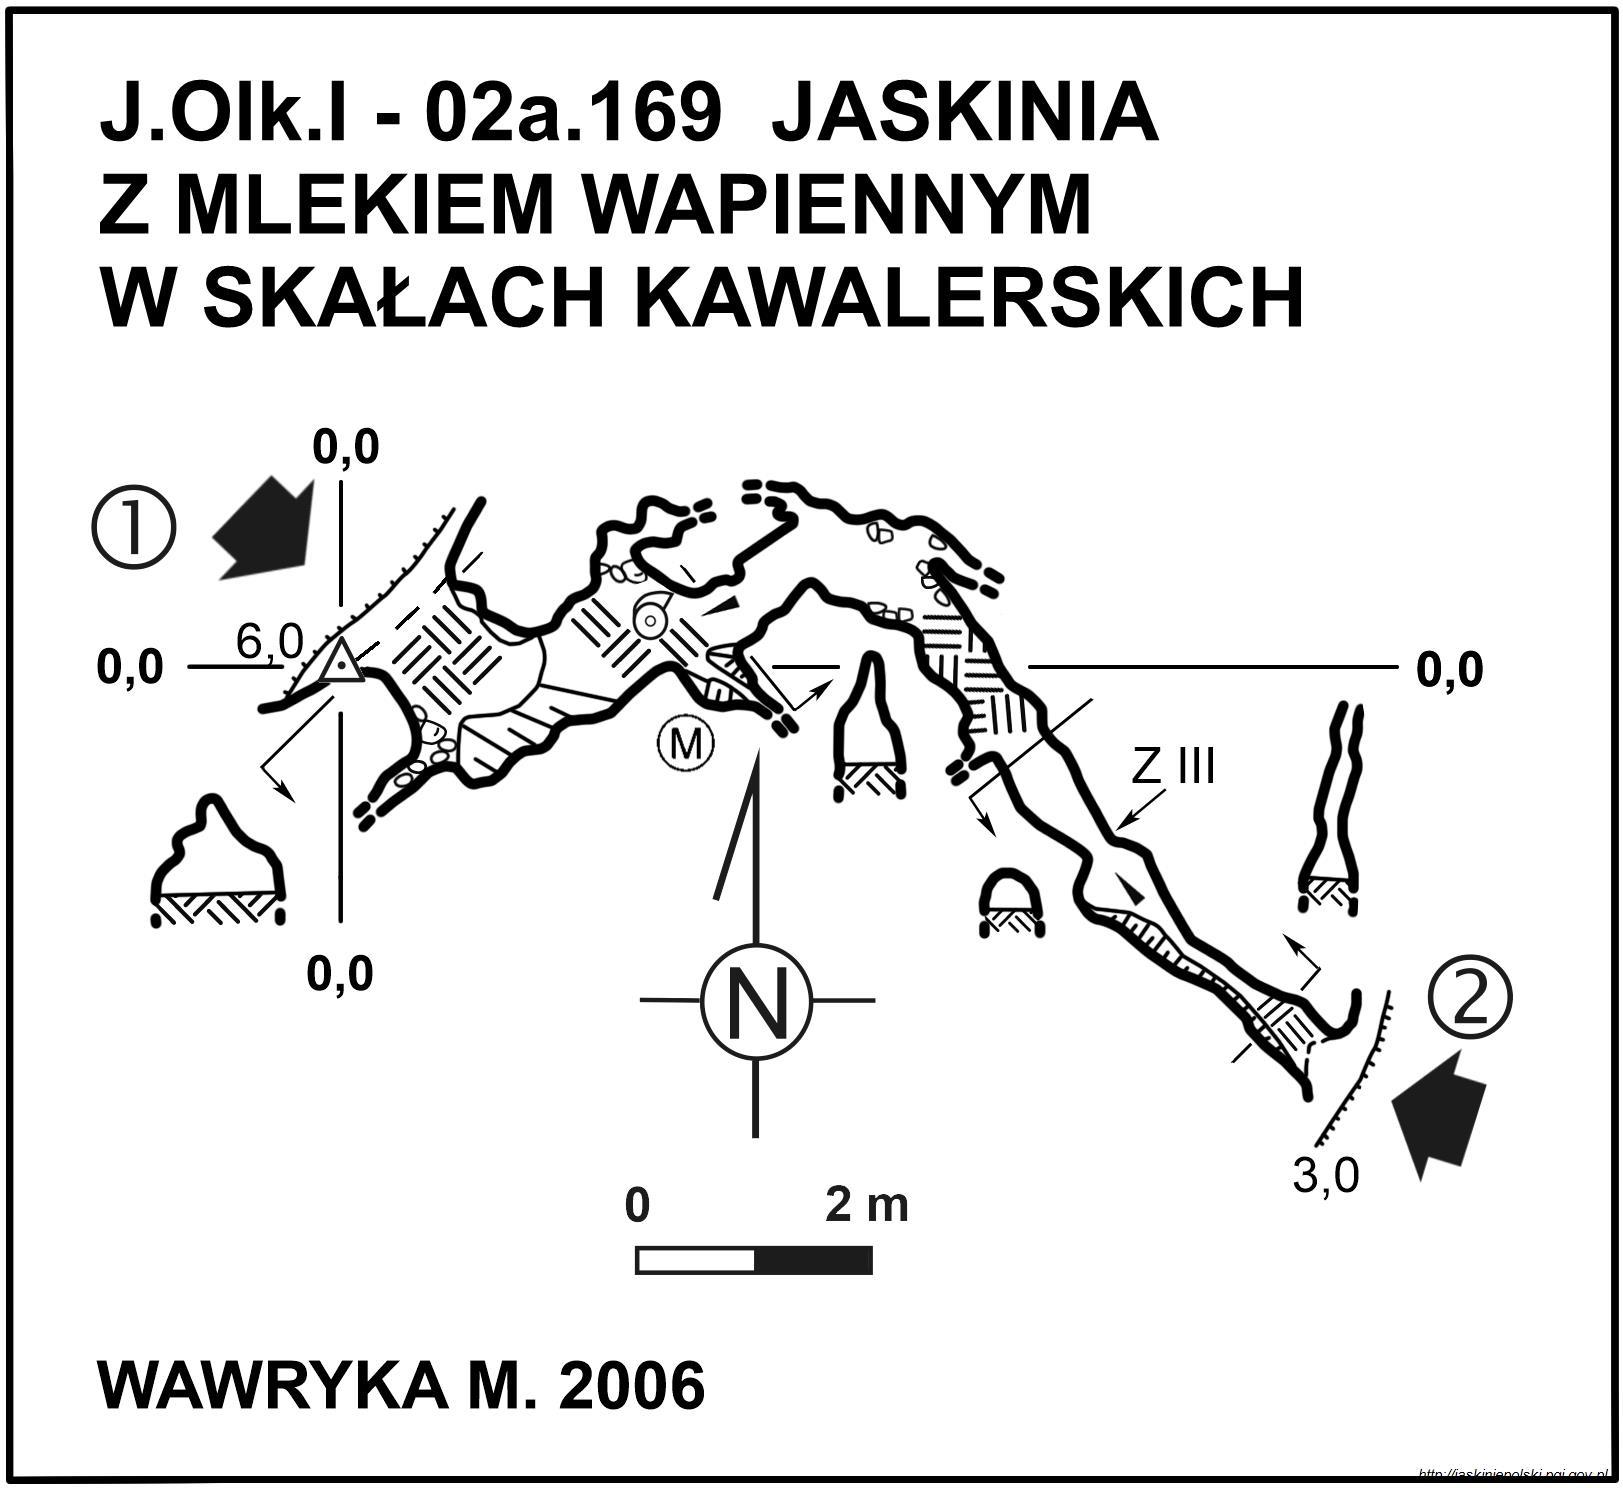 J.Olk.I - 02a.169 JASKINIA
Z MLEKIEM WAPIENNYM
W SKAŁACH KAWALERSKICH
0,0
1
6,0
0,0
0,0
M
Z III
0,0
2
N
3,0
0 2 m
WAWRYKA M. 2006
http://jaskiniepolski.pgi.gov.pl